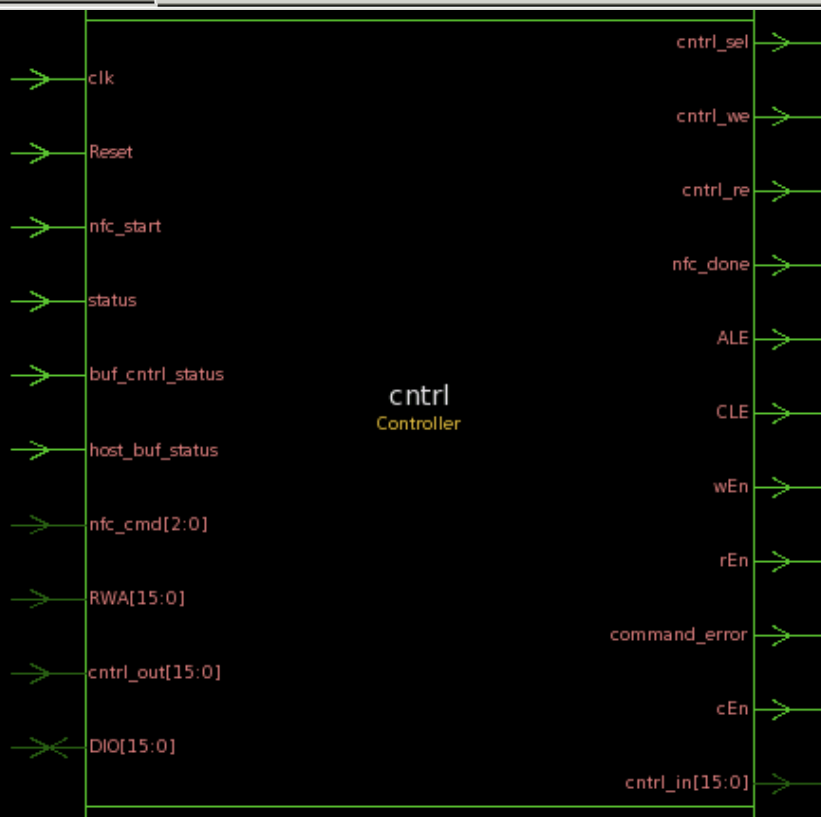 clk
Reset
nfc_start
status
buf_cntrl_status
host_buf_status
nfc_cmd[2:0]
RWA[15:0]
cntrl_out[15:0]
DIO[15:0]
cntrl
Controller
cntrl_sel
cntrl_we
cntrl_re
nfc_done
ALE
CLE
wEn
rEn
command_error
cEn
cntrl_in[15:0]